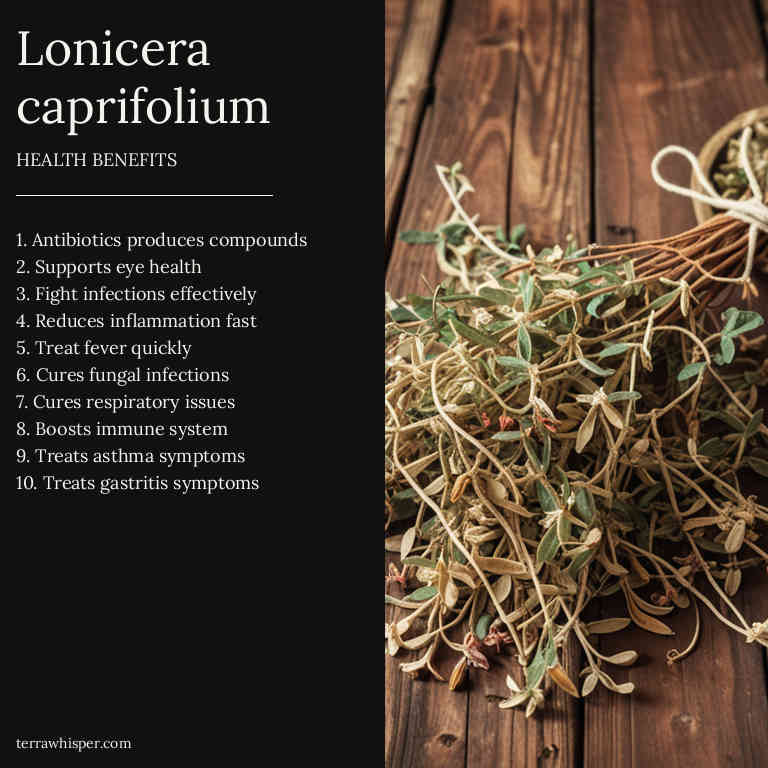 Lonicera
caprifolium
HEALTH BENEFITS
1. Antibiotics produces compounds
2. Supports eye health
3. Fight infections effectively
4. Reduces inflammation fast
5. Treat fever quickly
6. Cures fungal infections
7. Cures respiratory issues
8. Boosts immune system
9. Treats asthma symptoms
10. Treats gastritis symptoms
terrawhisper.com